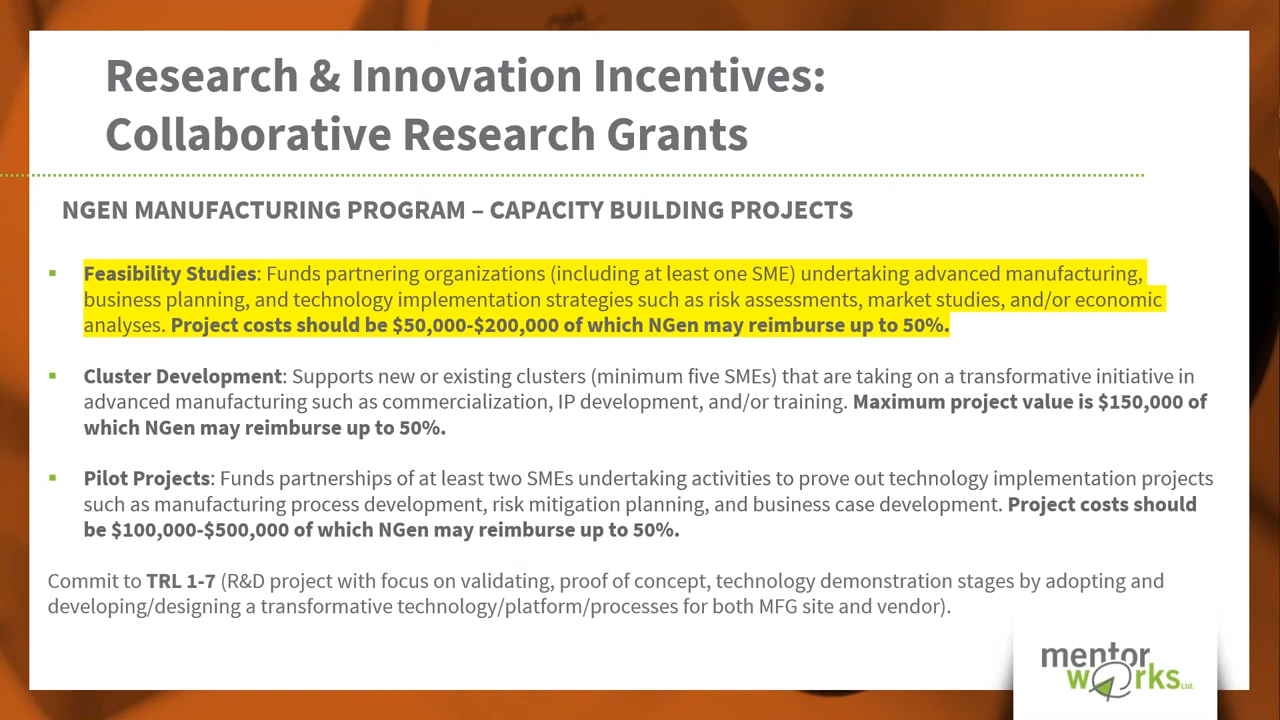 Research & Innovation Incentives:
Collaborative Research Grants
NGEN MANUFACTURING PROGRAM – CAPACITY BUILDING PROJECTS
▪ Feasibility Studies: Funds partnering organizations (including at least one SME) undertaking advanced manufacturing,
business planning, and technology implementation strategies such as risk assessments, market studies, and/or economic
analyses. Project costs should be $50,000-$200,000 of which NGen may reimburse up to 50%.
▪ Cluster Development: Supports new or existing clusters (minimum five SMEs) that are taking on a transformative initiative in
advanced manufacturing such as commercialization, IP development, and/or training. Maximum project value is $150,000 of
which NGen may reimburse up to 50%.
▪ Pilot Projects: Funds partnerships of at least two SMEs undertaking activities to prove out technology implementation projects
such as manufacturing process development, risk mitigation planning, and business case development. Project costs should
be $100,000-$500,000 of which NGen may reimburse up to 50%.
Commit to TRL 1-7 (R&D project with focus on validating, proof of concept, technology demonstration stages by adopting and
developing/designing a transformative technology/platform/processes for both MFG site and vendor).
mentor
works Ltd.